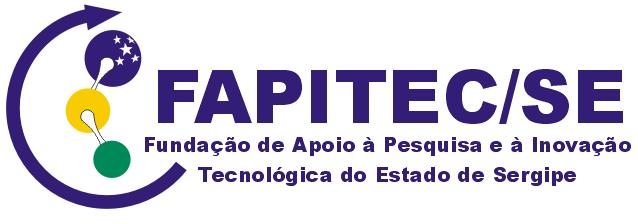 FAPITEC/SE
Fundação de Apoio à Pesquisa e à Inovação
Tecnológica do Estado de Sergipe